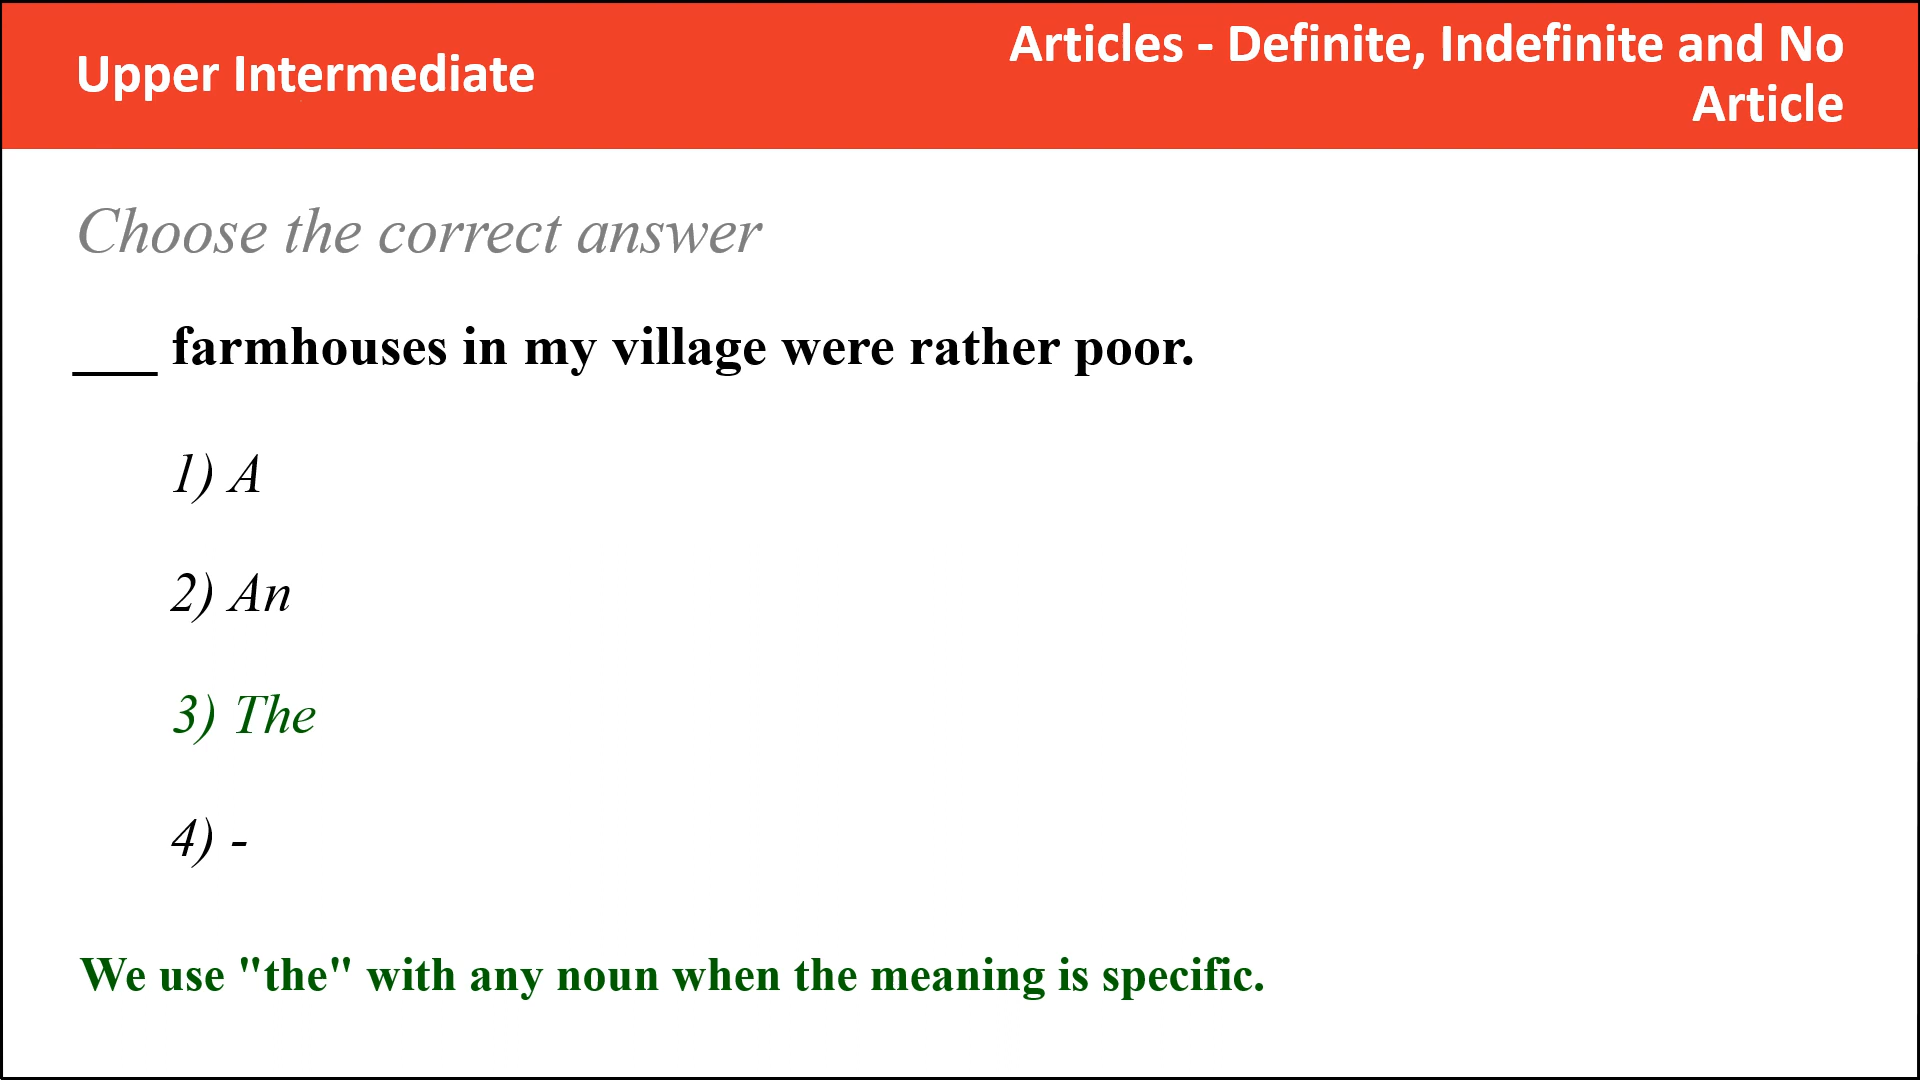 Upper Intermediate
Articles - Definite, Indefinite and No
Article
Choose the correct answer
___ farmhouses in my village were rather poor.
1) A
2) An
3) The
4) -
We use "the" with any noun when the meaning is specific.